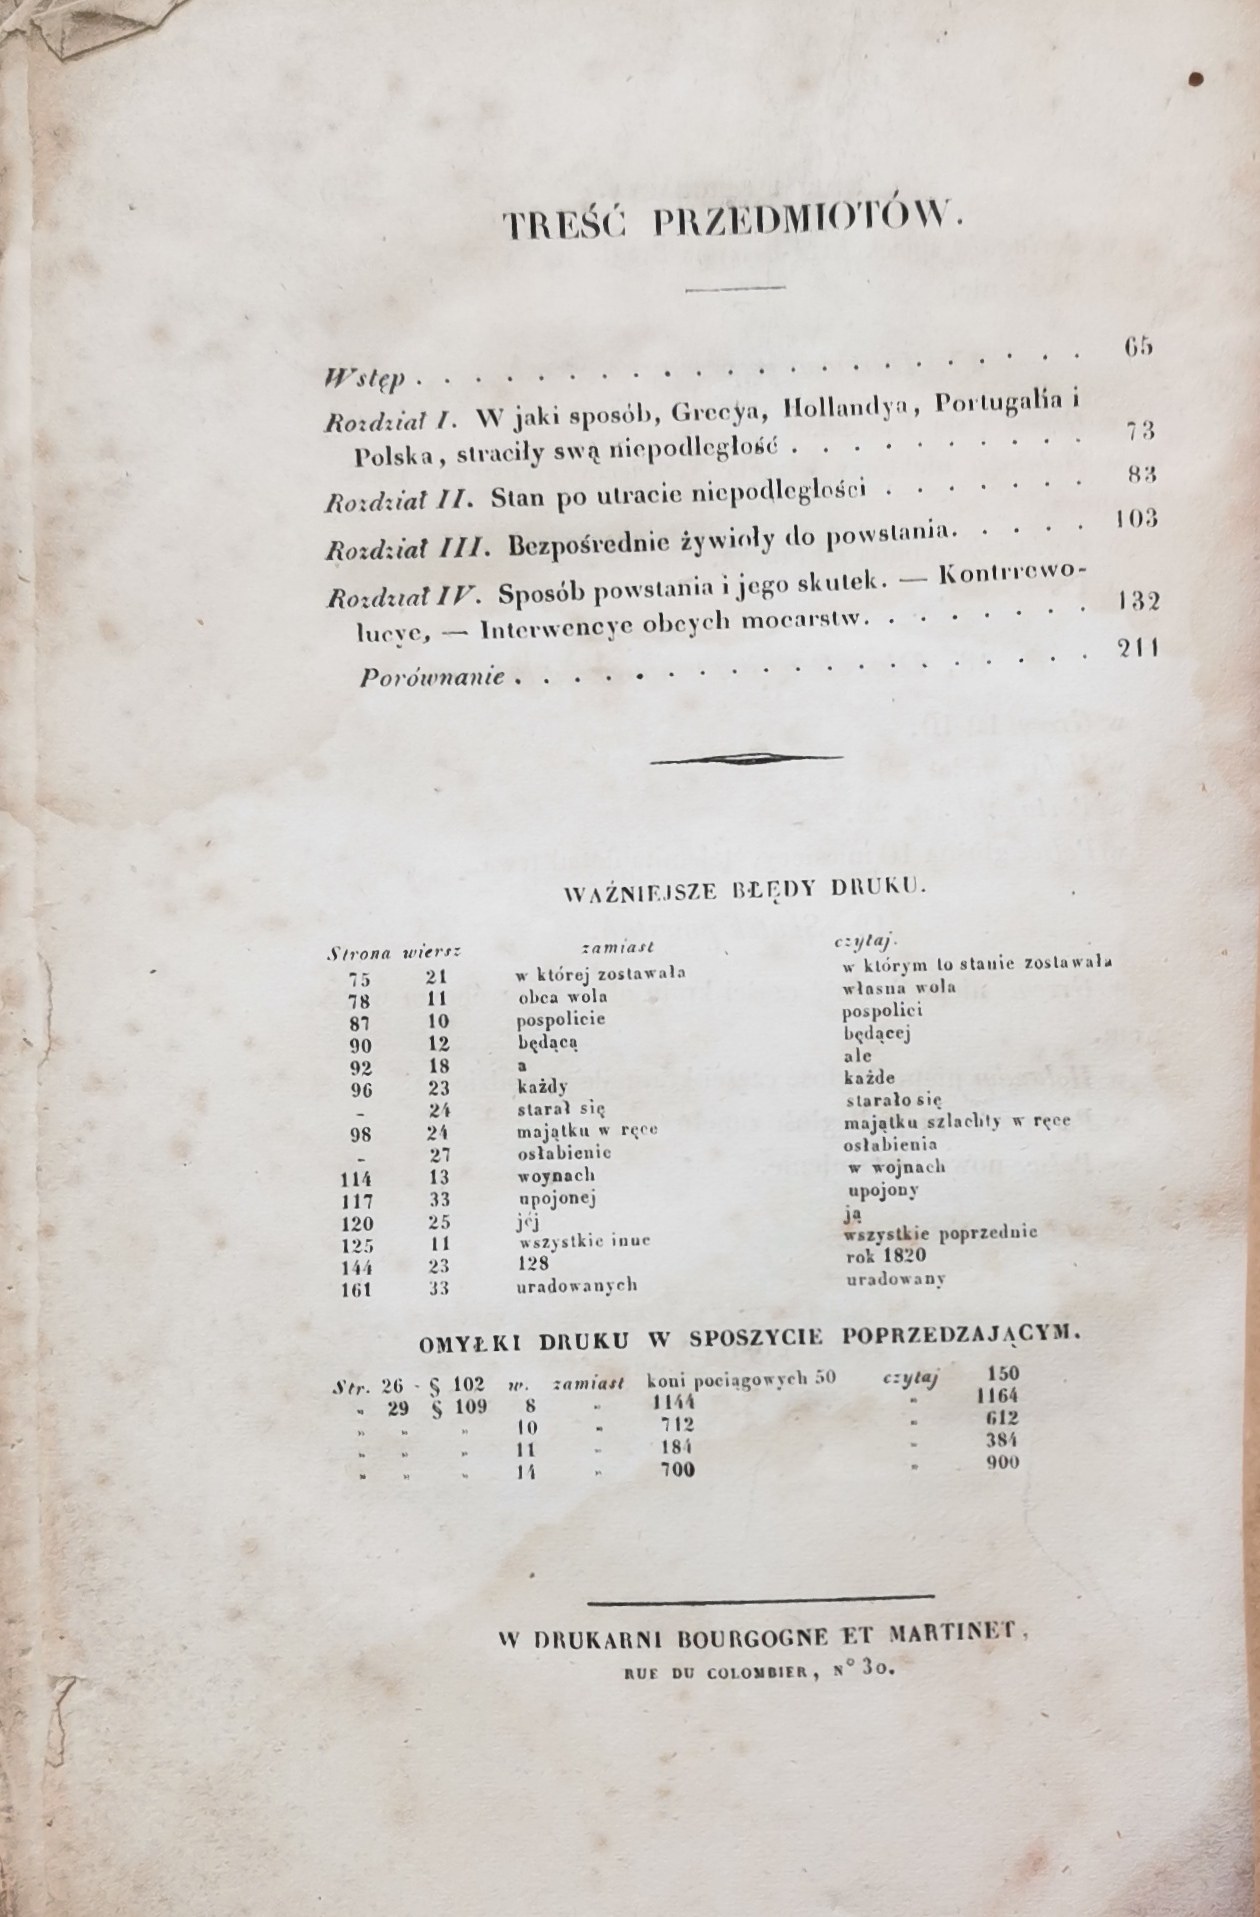 TREŚĆ PRZEDMIOTÓW.
Wstęp . . . . . . . . . . . . . . . . . . . . . . 65
Rozdział I. W jaki sposób, Grecya, Hollandya, Portugalia i
Polska, straciły swą niepodległość . . . . . . . . . . 73
Rozdział II. Stan po utracie niepodległości . . . . . . . 83
Rozdział III. Bezpośrednie żywioły do powstania. . . . . 103
Rozdział IV. Sposób powstania i jego skutek. — Kontrrewo-
lucye, — Interwencye obcych mocarstw. . . . . . . . 132
Porównanie . . . . . . . . . . . . . . . . . . . 211
WAŹNIEJSZE BŁĘDY DRUKU.
Strona wiersz zamiast czytaj.
75 21 w której zostawała w którym to stanie zostawała
78 11 obca wola własna wola
87 10 pospolicie pospolici
90 12 będącą będącej
92 18 a ale
96 23 każdy każde
– 24 starał się starało się
98 24 majątku w ręce majątku szlachty w ręce
– 27 osłabienie osłabienia
114 13 woynach w wojnach
117 33 upojonej upojony
120 25 jéj ją
125 11 wszystkie inne wszystkie poprzednie
144 23 128 rok 1820
161 33 uradowanych uradowany
OMYŁKI DRUKU W SPOSZYCIE POPRZEDZAJĄCYM.
Str. 26 - § 102 w. zamiast koni pociągowych 50 czytaj 150
" 29 § 109 8 " 1144 " 1164
" " " 10 " 712 " 612
" " " 11 " 184 " 384
" " " 14 " 700 " 900
W DRUKARNI BOURGOGNE ET MARTINET,
RUE DU COLOMBIER, N° 30.